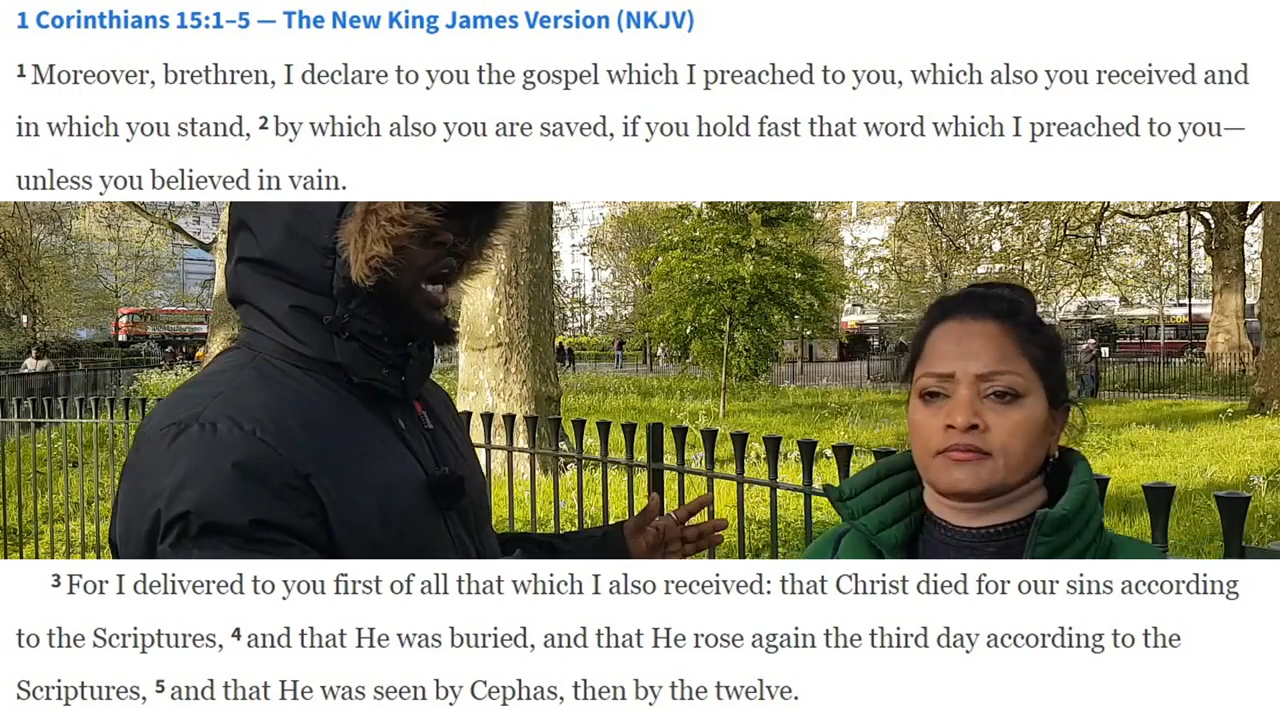 1 Corinthians 15:1–5 — The New King James Version (NKJV)
1 Moreover, brethren, I declare to you the gospel which I preached to you, which also you received and
in which you stand, 2 by which also you are saved, if you hold fast that word which I preached to you—
unless you believed in vain.
3 For I delivered to you first of all that which I also received: that Christ died for our sins according
to the Scriptures, 4 and that He was buried, and that He rose again the third day according to the
Scriptures, 5 and that He was seen by Cephas, then by the twelve.